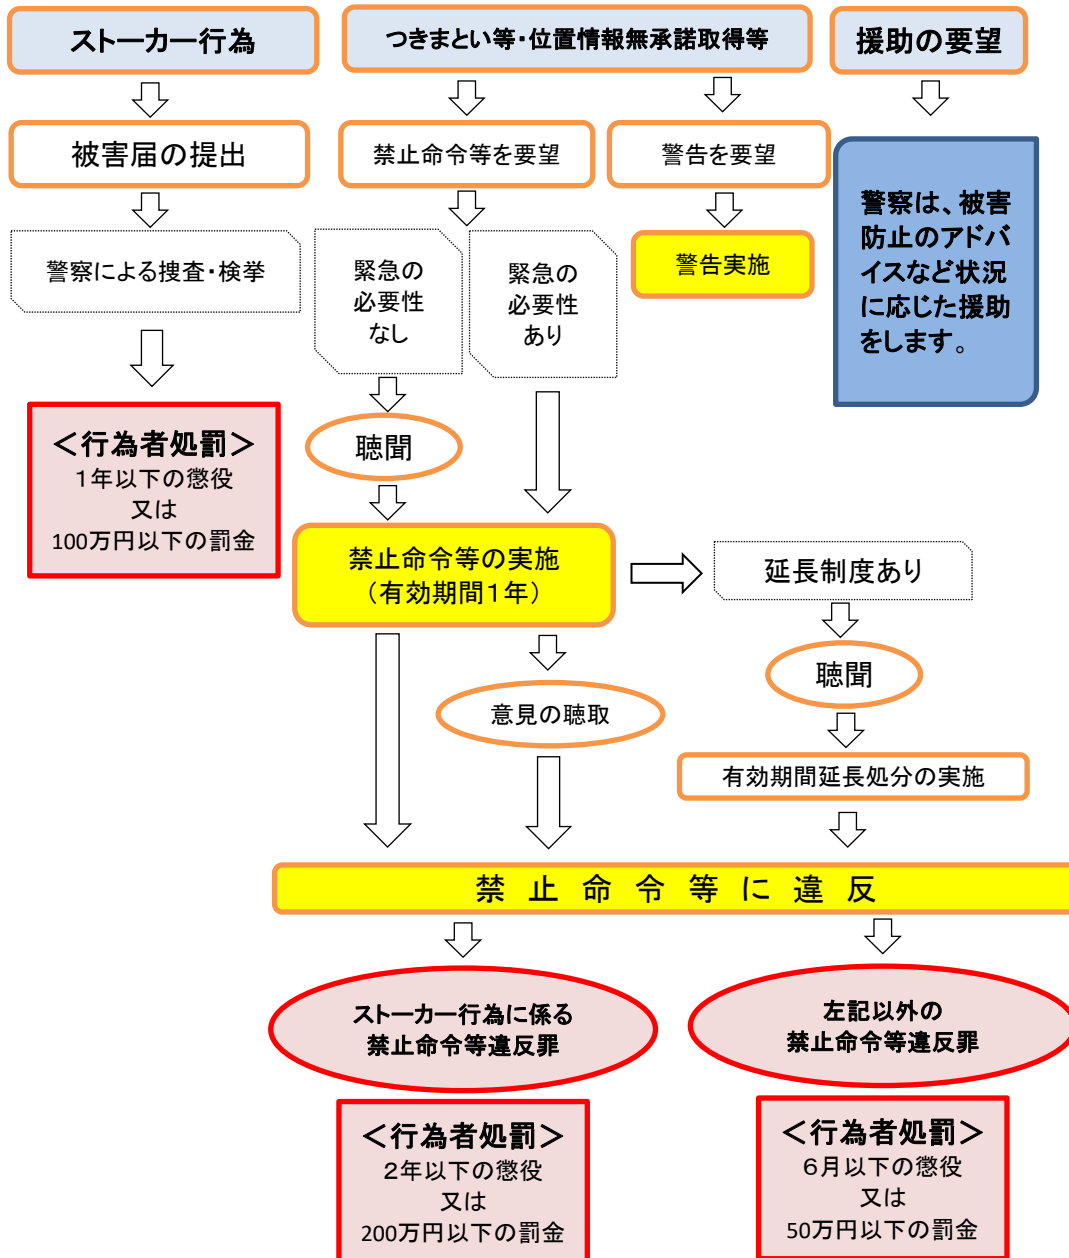 ストーカー行為
つきまとい等・位置情報無承諾取得等
援助の要望
被害届の提出
禁止命令等を要望
警告を要望
警察は、被害
防止のアドバ
イスなど状況
に応じた援助
をします。
警察による捜査・検挙
緊急の
必要性
なし
緊急の
必要性
あり
警告実施
＜行為者処罰＞
１年以下の懲役
又は
100万円以下の罰金
聴聞
禁止命令等の実施
（有効期間１年）
延長制度あり
聴聞
意見の聴取
有効期間延長処分の実施
禁止命令等に違反
ストーカー行為に係る
禁止命令等違反罪
左記以外の
禁止命令等違反罪
＜行為者処罰＞
２年以下の懲役
又は
200万円以下の罰金
＜行為者処罰＞
６月以下の懲役
又は
50万円以下の罰金